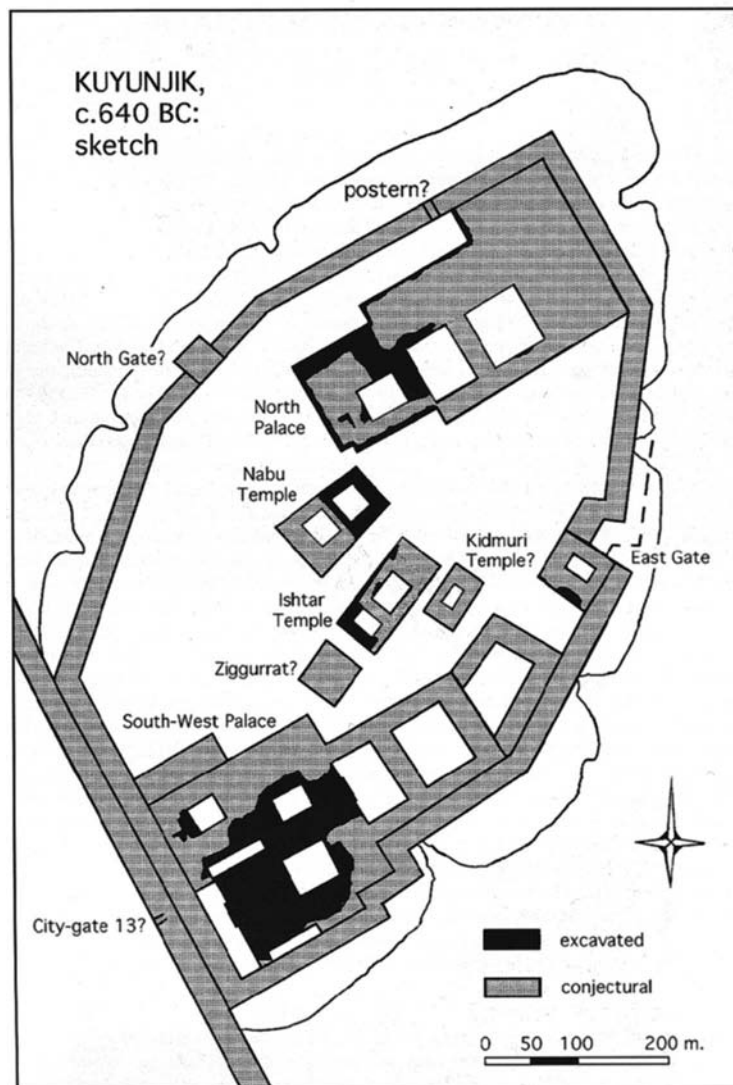 KUYUNJIK,
c.640 BC:
sketch
postern?
North Gate?
North
Palace
Nabu
Temple
Kidmuri
Temple?
East Gate
Ishtar
Temple
Ziggurrat?
South-West Palace
City-gate 13?
excavated
conjectural
0 50 100 200 m.